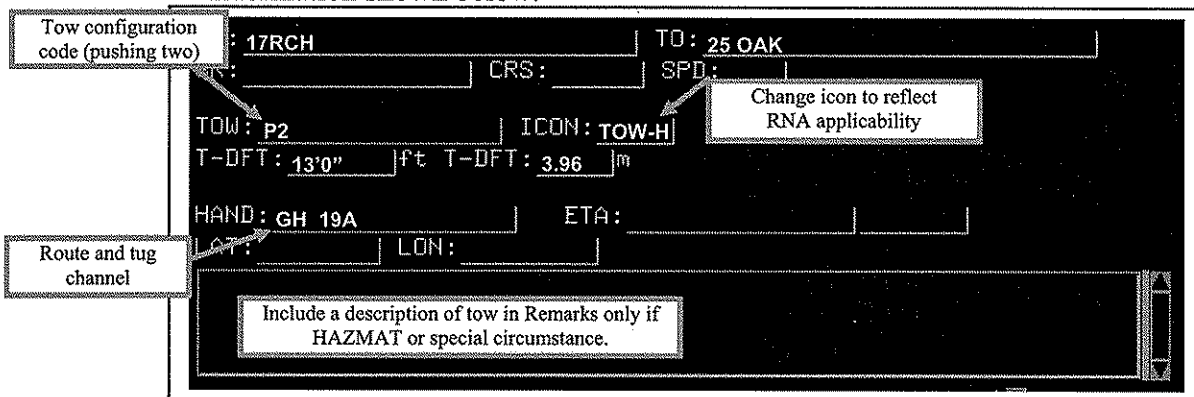 Tow configuration
code (pushing two)
: 17RCH TO: 25 OAK
CRS: SPD:
Change icon to reflect
RNA applicability
TOW: P2 ICON: TOW-H
T-DFT: 13'0" ft T-DFT: 3.96 m
HAND: GH 19A ETA:
Route and tug
channel
LAT: LON:
Include a description of tow in Remarks only if
HAZMAT or special circumstance.